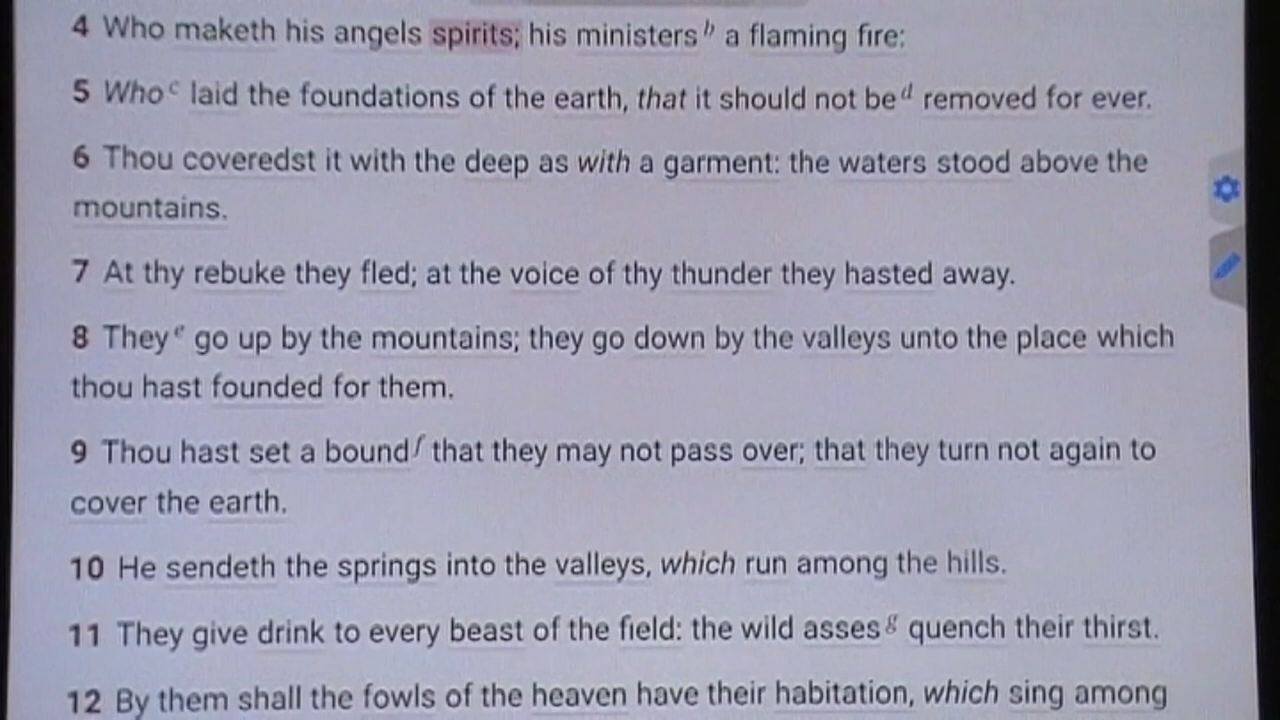 4 Who maketh his angels spirits; his ministers b a flaming fire:
5 Who c laid the foundations of the earth, that it should not be d removed for ever.
6 Thou coveredst it with the deep as with a garment: the waters stood above the
mountains.
7 At thy rebuke they fled; at the voice of thy thunder they hasted away.
8 They e go up by the mountains; they go down by the valleys unto the place which
thou hast founded for them.
9 Thou hast set a bound f that they may not pass over; that they turn not again to
cover the earth.
10 He sendeth the springs into the valleys, which run among the hills.
11 They give drink to every beast of the field: the wild asses g quench their thirst.
12 By them shall the fowls of the heaven have their habitation, which sing among